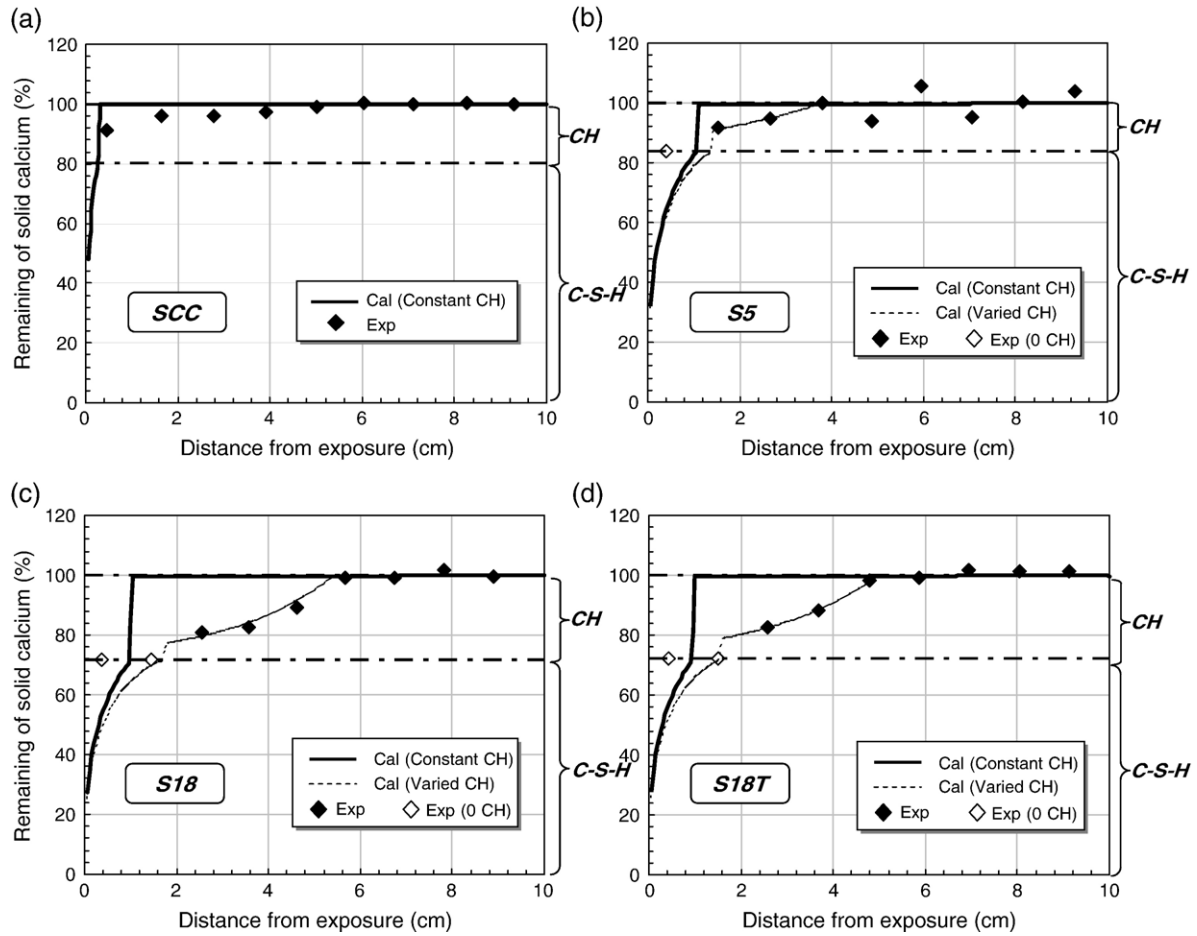 (a)
120
100
80
60
40
20
0
Remaining of solid calcium (%)
CH
C-S-H
SCC
Cal (Constant CH)
Exp
0 2 4 6 8 10
Distance from exposure (cm)
(b)
120
100
80
60
40
20
0
CH
C-S-H
S5
Cal (Constant CH)
Cal (Varied CH)
Exp Exp (0 CH)
0 2 4 6 8 10
Distance from exposure (cm)
(c)
120
100
80
60
40
20
0
Remaining of solid calcium (%)
CH
C-S-H
S18
Cal (Constant CH)
Cal (Varied CH)
Exp Exp (0 CH)
0 2 4 6 8 10
Distance from exposure (cm)
(d)
120
100
80
60
40
20
0
CH
C-S-H
S18T
Cal (Constant CH)
Cal (Varied CH)
Exp Exp (0 CH)
0 2 4 6 8 10
Distance from exposure (cm)